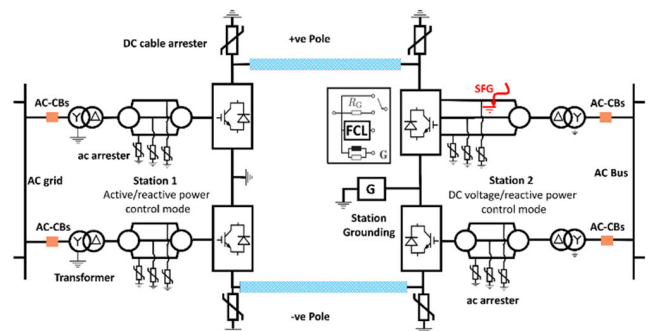 DC cable arrester
+ve Pole
AC-CBs
Y
Δ
ac arrester
AC grid
Station 1
Active/reactive power
control mode
AC-CBs
Y
Δ
Transformer
R_G
FCL
G
SFG
AC-CBs
Δ
Y
G
Station
Grounding
Station 2
DC voltage/reactive power
control mode
AC Bus
AC-CBs
Δ
Y
ac arrester
-ve Pole